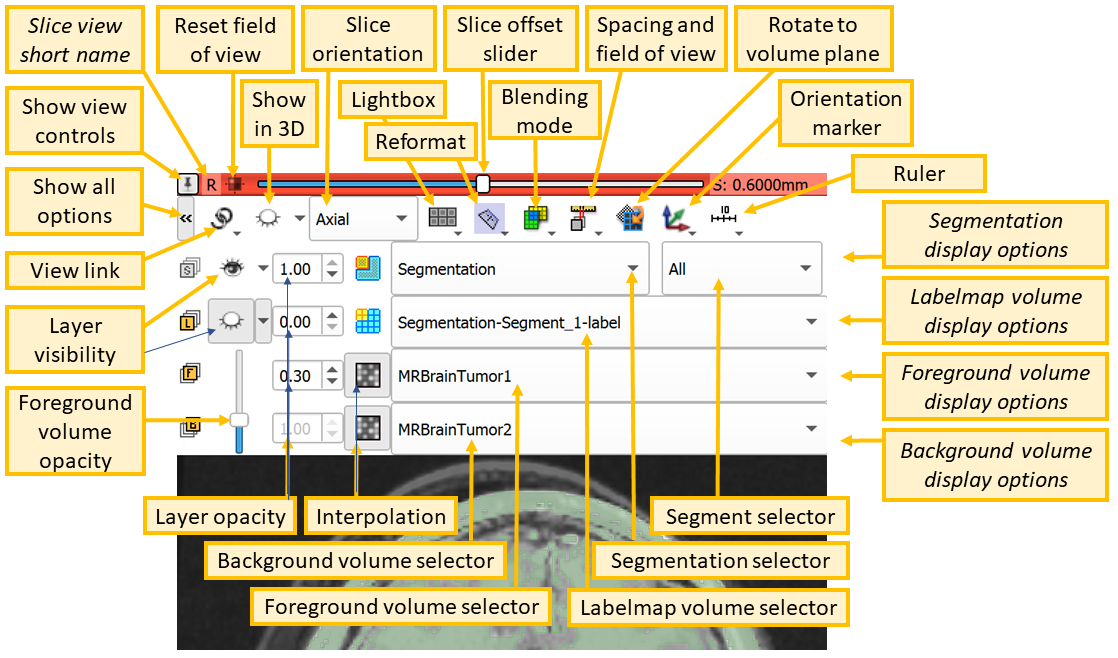 Slice view
short name
Reset field
of view
Slice
orientation
Slice offset
slider
Spacing and
field of view
Rotate to
volume plane
Show view
controls
Show
in 3D
Lightbox
Reformat
Blending
mode
Orientation
marker
Show all
options
Ruler
R
S: 0.6000mm
<<
Axial
10
View link
Segmentation
display options
S
1.00
Segmentation
All
Layer
visibility
L
0.00
Segmentation-Segment_1-label
Labelmap volume
display options
F
0.30
MRBrainTumor1
Foreground volume
display options
Foreground
volume
opacity
B
1.00
MRBrainTumor2
Background volume
display options
Layer opacity
Interpolation
Segment selector
Background volume selector
Segmentation selector
Foreground volume selector
Labelmap volume selector